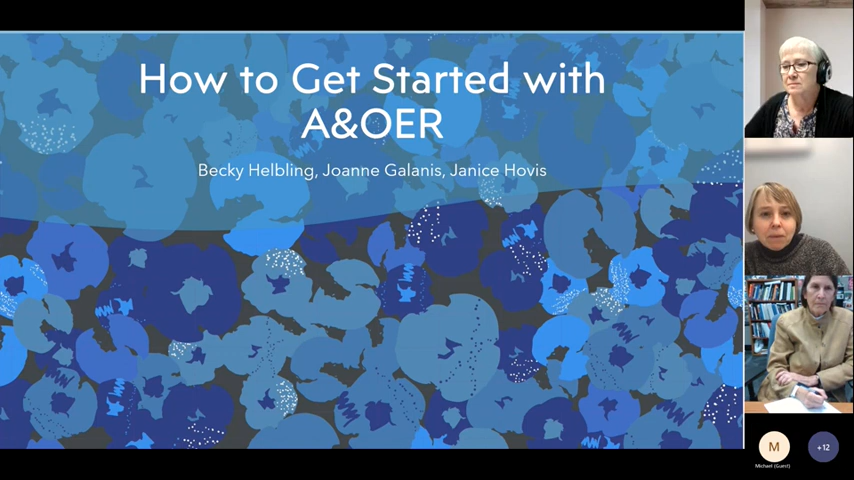 How to Get Started with
A&OER
Becky Helbling, Joanne Galanis, Janice Hovis
M
+12
Michael (Guest)